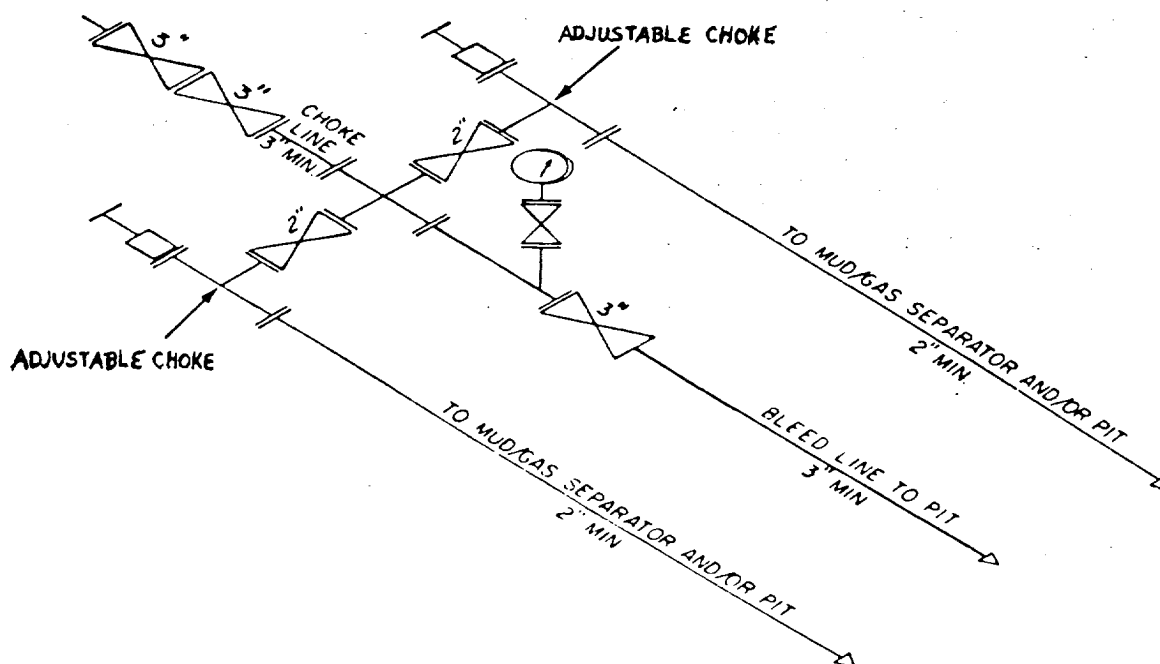 ADJUSTABLE CHOKE
3"
3"
CHOKE
LINE
3" MIN.
2"
2"
3"
ADJUSTABLE CHOKE
TO MUD/GAS SEPARATOR AND/OR PIT
2" MIN.
BLEED LINE TO PIT
3" MIN
TO MUD/GAS SEPARATOR AND/OR PIT
2" MIN